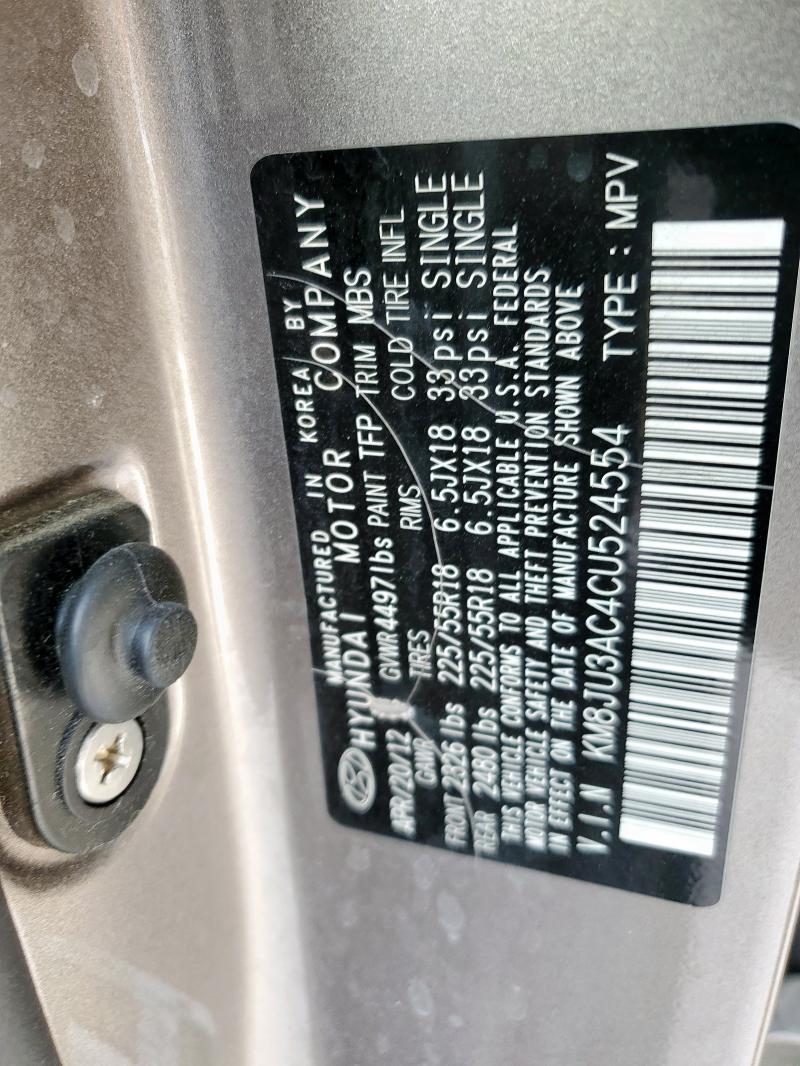 MANUFACTURED IN KOREA BY
HYUNDAI MOTOR COMPANY
APR/20/12 GVWR 4497lbs PAINT TFP TRIM MBS
GAWR TIRES RIMS COLD TIRE INFL
FRONT 2326 lbs 225/55R18 6.5JX18 33psi SINGLE
REAR 2480 lbs 225/55R18 6.5JX18 33psi SINGLE
THIS VEHICLE CONFORMS TO ALL APPLICABLE U.S.A. FEDERAL
MOTOR VEHICLE SAFETY AND THEFT PREVENTION STANDARDS
IN EFFECT ON THE DATE OF MANUFACTURE SHOWN ABOVE
V.I.N KM8JU3AC4CU524554 TYPE : MPV